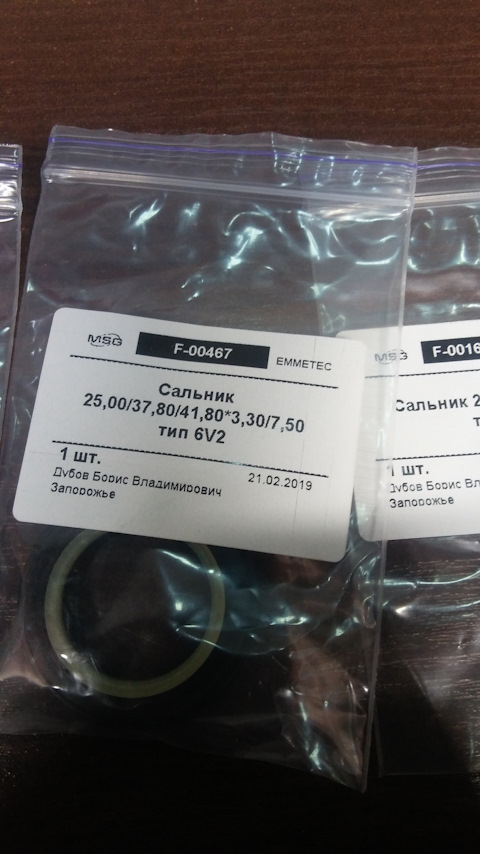 MSG F-00467 EMMETEC
Сальник
25,00/37,80/41,80*3,30/7,50
тип 6V2
1 шт.
Дубов Борис Владимирович 21.02.2019
Запорожье
MSG F-0016
Сальник 2
1 шт.
Дубов Борис Вл
Запорожье